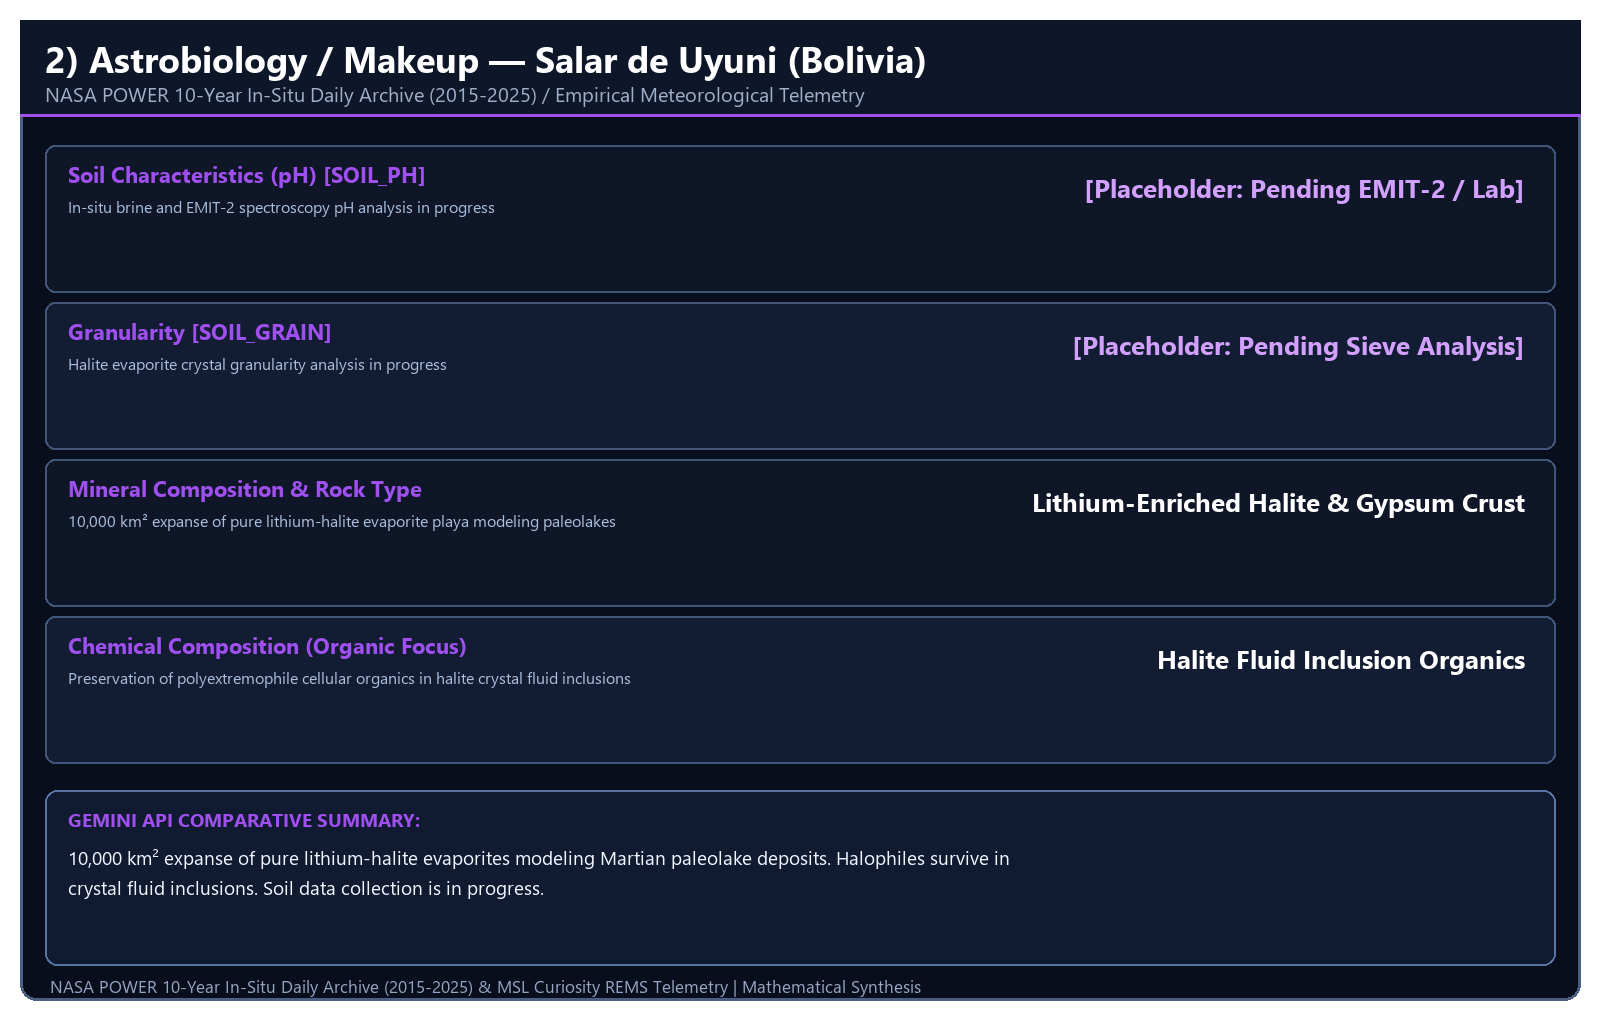 2) Astrobiology / Makeup — Salar de Uyuni (Bolivia)
NASA POWER 10-Year In-Situ Daily Archive (2015-2025) / Empirical Meteorological Telemetry
Soil Characteristics (pH) [SOIL_PH]
In-situ brine and EMIT-2 spectroscopy pH analysis in progress
[Placeholder: Pending EMIT-2 / Lab]
Granularity [SOIL_GRAIN]
Halite evaporite crystal granularity analysis in progress
[Placeholder: Pending Sieve Analysis]
Mineral Composition & Rock Type
10,000 km² expanse of pure lithium-halite evaporite playa modeling paleolakes
Lithium-Enriched Halite & Gypsum Crust
Chemical Composition (Organic Focus)
Preservation of polyextremophile cellular organics in halite crystal fluid inclusions
Halite Fluid Inclusion Organics
GEMINI API COMPARATIVE SUMMARY:
10,000 km² expanse of pure lithium-halite evaporites modeling Martian paleolake deposits. Halophiles survive in
crystal fluid inclusions. Soil data collection is in progress.
NASA POWER 10-Year In-Situ Daily Archive (2015-2025) & MSL Curiosity REMS Telemetry | Mathematical Synthesis